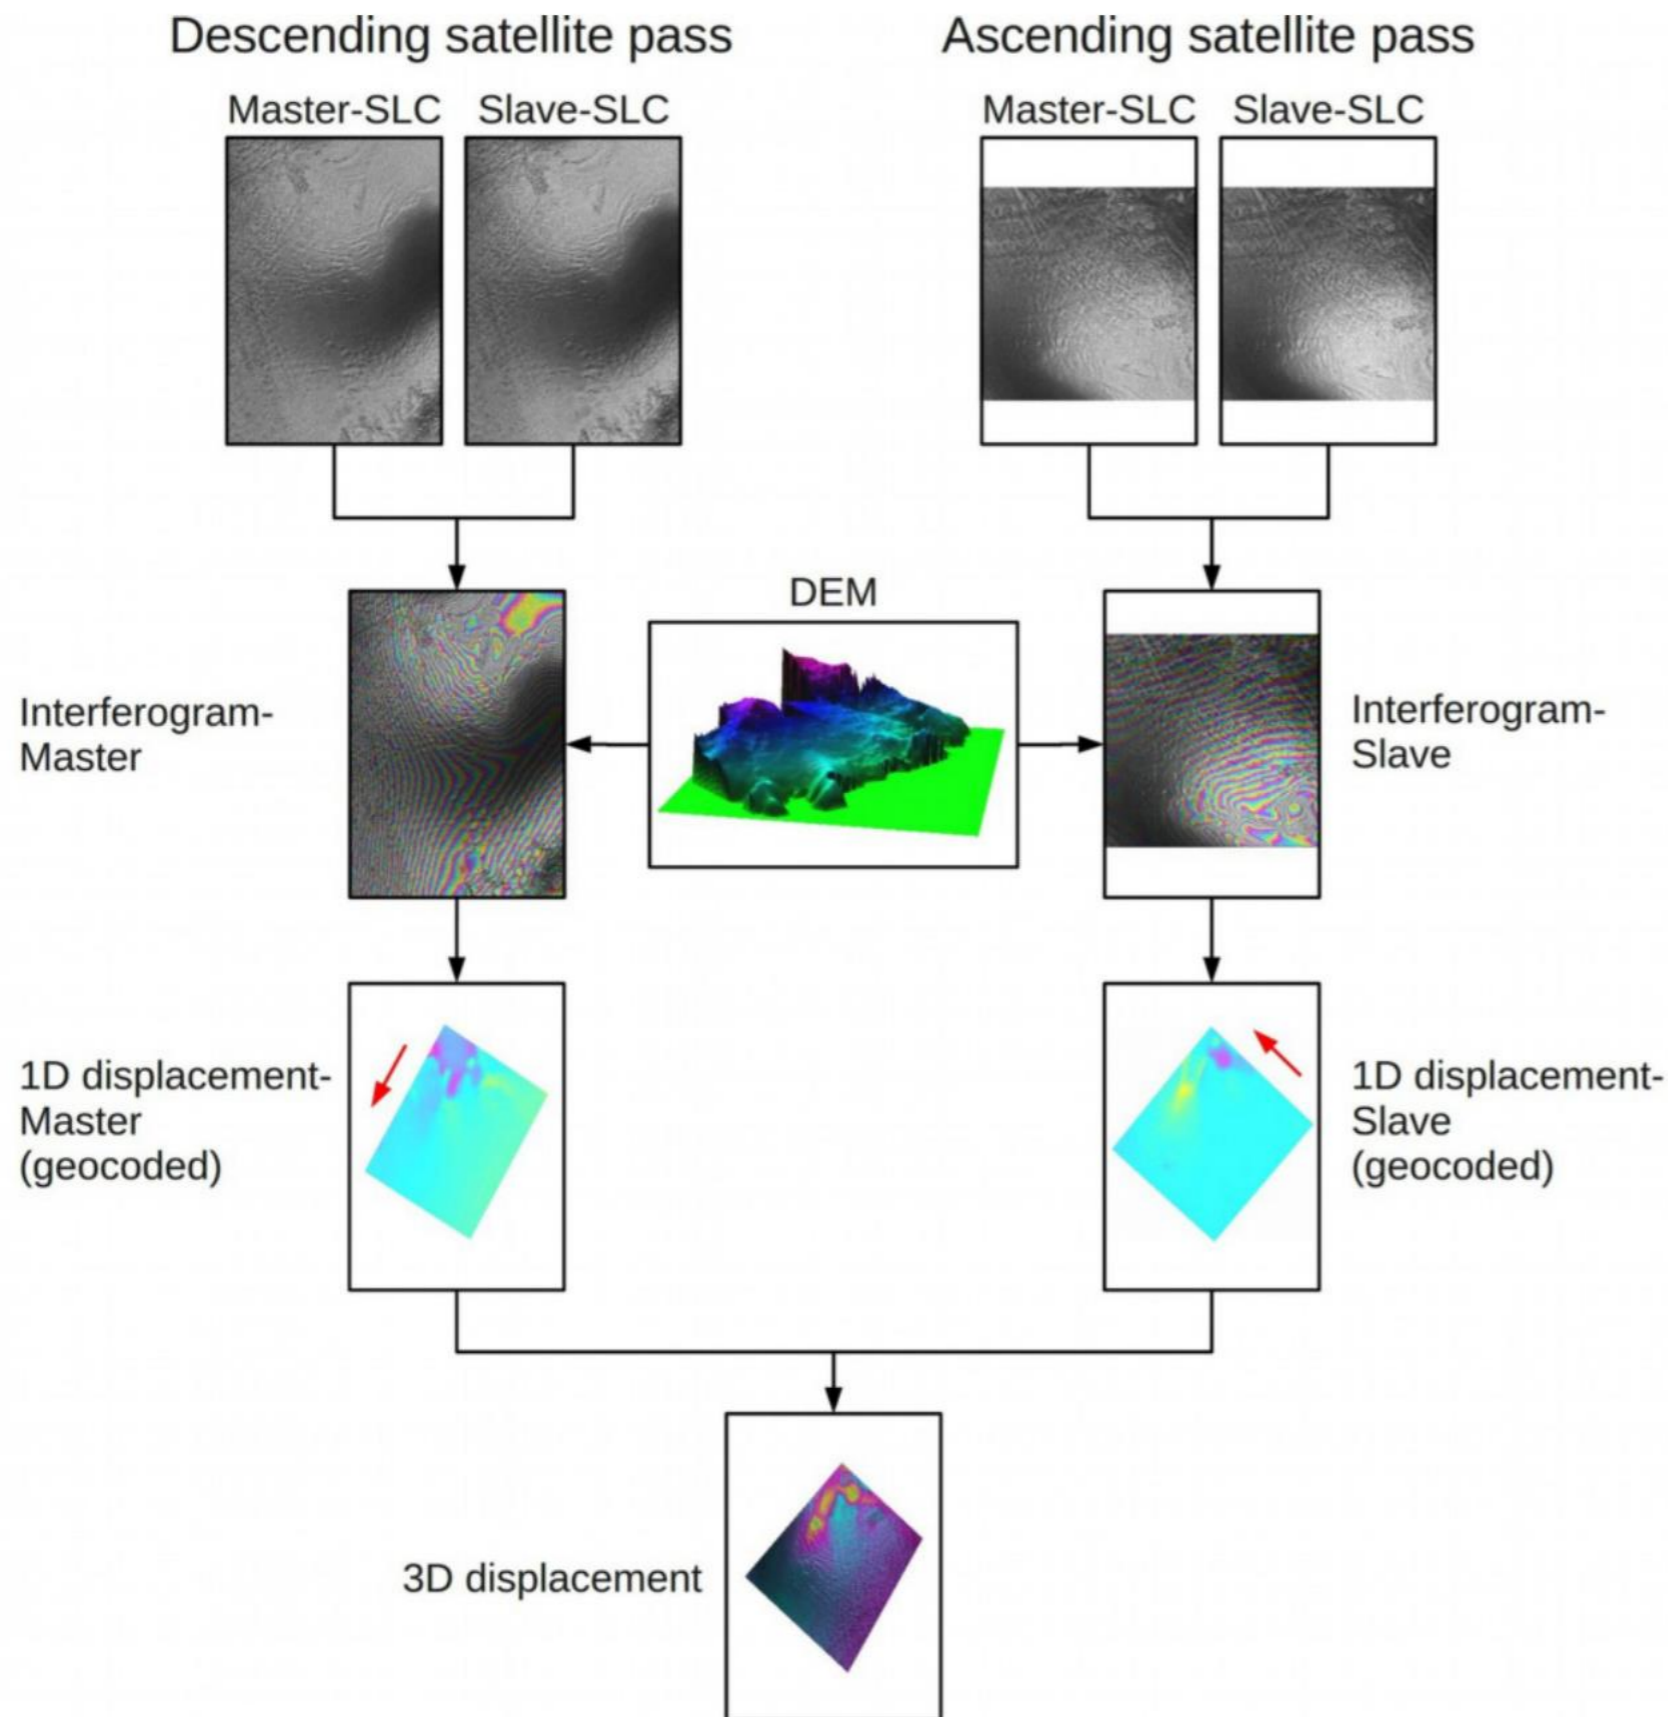 Descending satellite pass
Ascending satellite pass
Master-SLC
Slave-SLC
Master-SLC
Slave-SLC
DEM
Interferogram-
Master
Interferogram-
Slave
1D displacement-
Master
(geocoded)
1D displacement-
Slave
(geocoded)
3D displacement